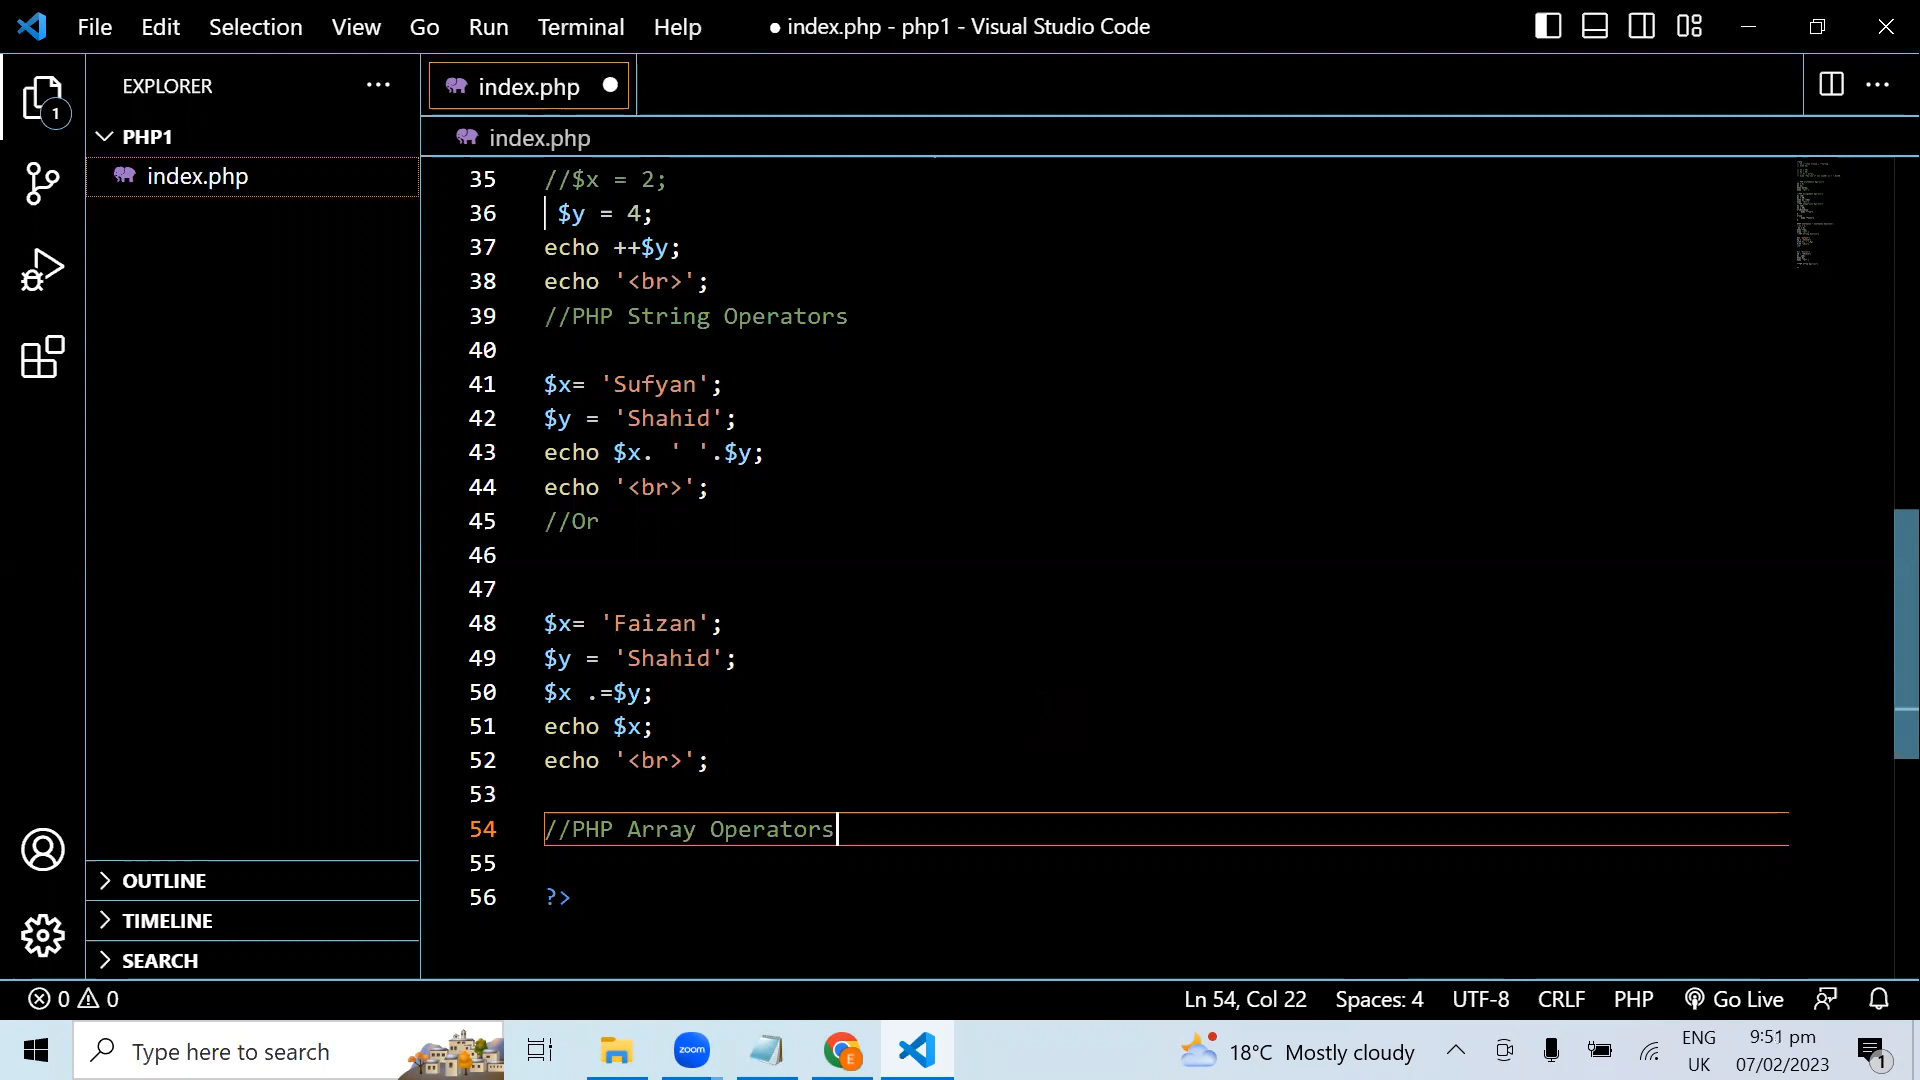 File Edit Selection View Go Run Terminal Help ● index.php - php1 - Visual Studio Code
EXPLORER
index.php
1
PHP1
index.php
index.php
35 //$x = 2;
36 $y = 4;
37 echo ++$y;
38 echo '<br>';
39 //PHP String Operators
40
41 $x= 'Sufyan';
42 $y = 'Shahid';
43 echo $x. ' '.$y;
44 echo '<br>';
45 //Or
46
47
48 $x= 'Faizan';
49 $y = 'Shahid';
50 $x .=$y;
51 echo $x;
52 echo '<br>';
53
54 //PHP Array Operators
55
56 ?>
OUTLINE
TIMELINE
SEARCH
0 0 Ln 54, Col 22 Spaces: 4 UTF-8 CRLF PHP Go Live
Type here to search
zoom
E
18°C Mostly cloudy
ENG
UK
9:51 pm
07/02/2023
1